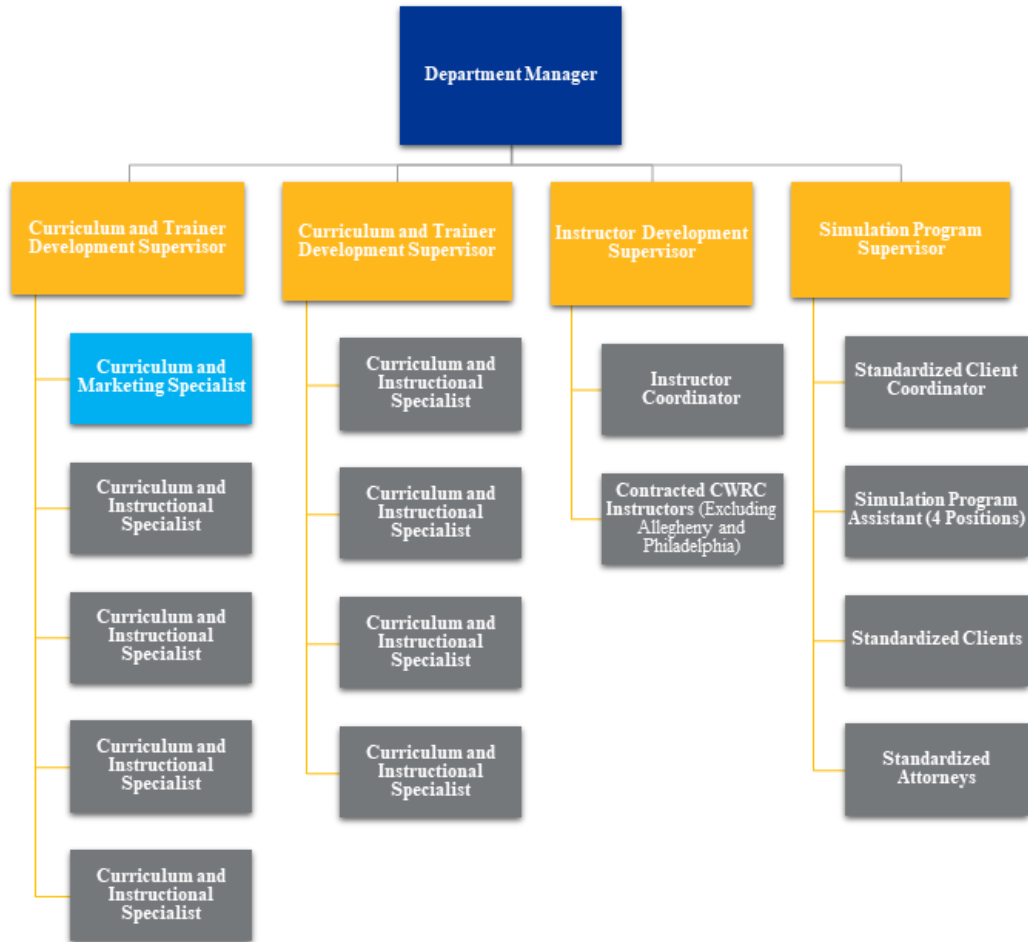 Department Manager
Curriculum and Trainer
Development Supervisor
Curriculum and Trainer
Development Supervisor
Instructor Development
Supervisor
Simulation Program
Supervisor
Curriculum and
Marketing Specialist
Curriculum and
Instructional
Specialist
Curriculum and
Instructional
Specialist
Curriculum and
Instructional
Specialist
Curriculum and
Instructional
Specialist
Curriculum and
Instructional
Specialist
Curriculum and
Instructional
Specialist
Curriculum and
Instructional
Specialist
Curriculum and
Instructional
Specialist
Instructor
Coordinator
Contracted CWRC
Instructors (Excluding
Allegheny and
Philadelphia)
Standardized Client
Coordinator
Simulation Program
Assistant (4 Positions)
Standardized Clients
Standardized
Attorneys